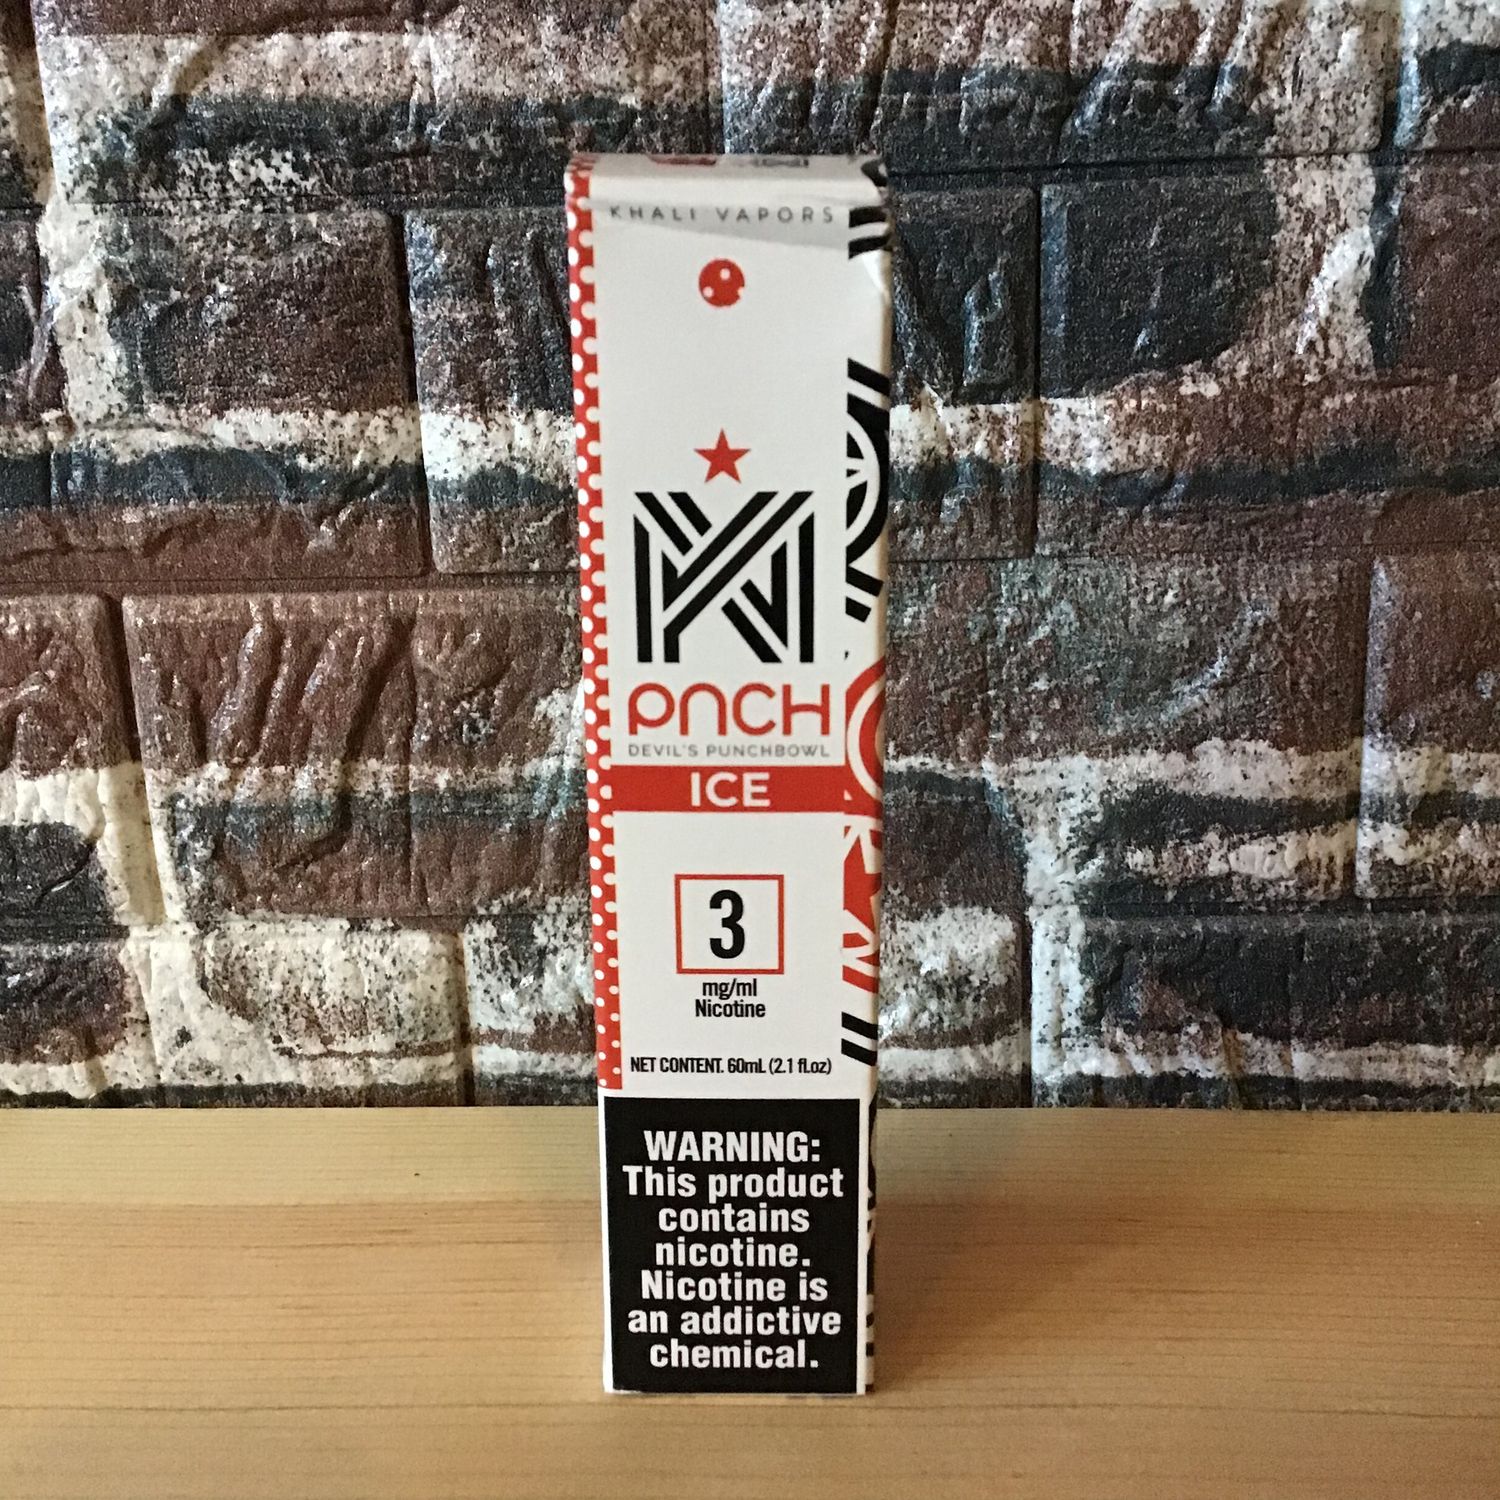 KHALI VAPORS
PNCH
DEVIL'S PUNCHBOWL
ICE
3
mg/ml
Nicotine
NET CONTENT. 60mL (2.1 fl.oz)
WARNING:
This product
contains
nicotine.
Nicotine is
an addictive
chemical.